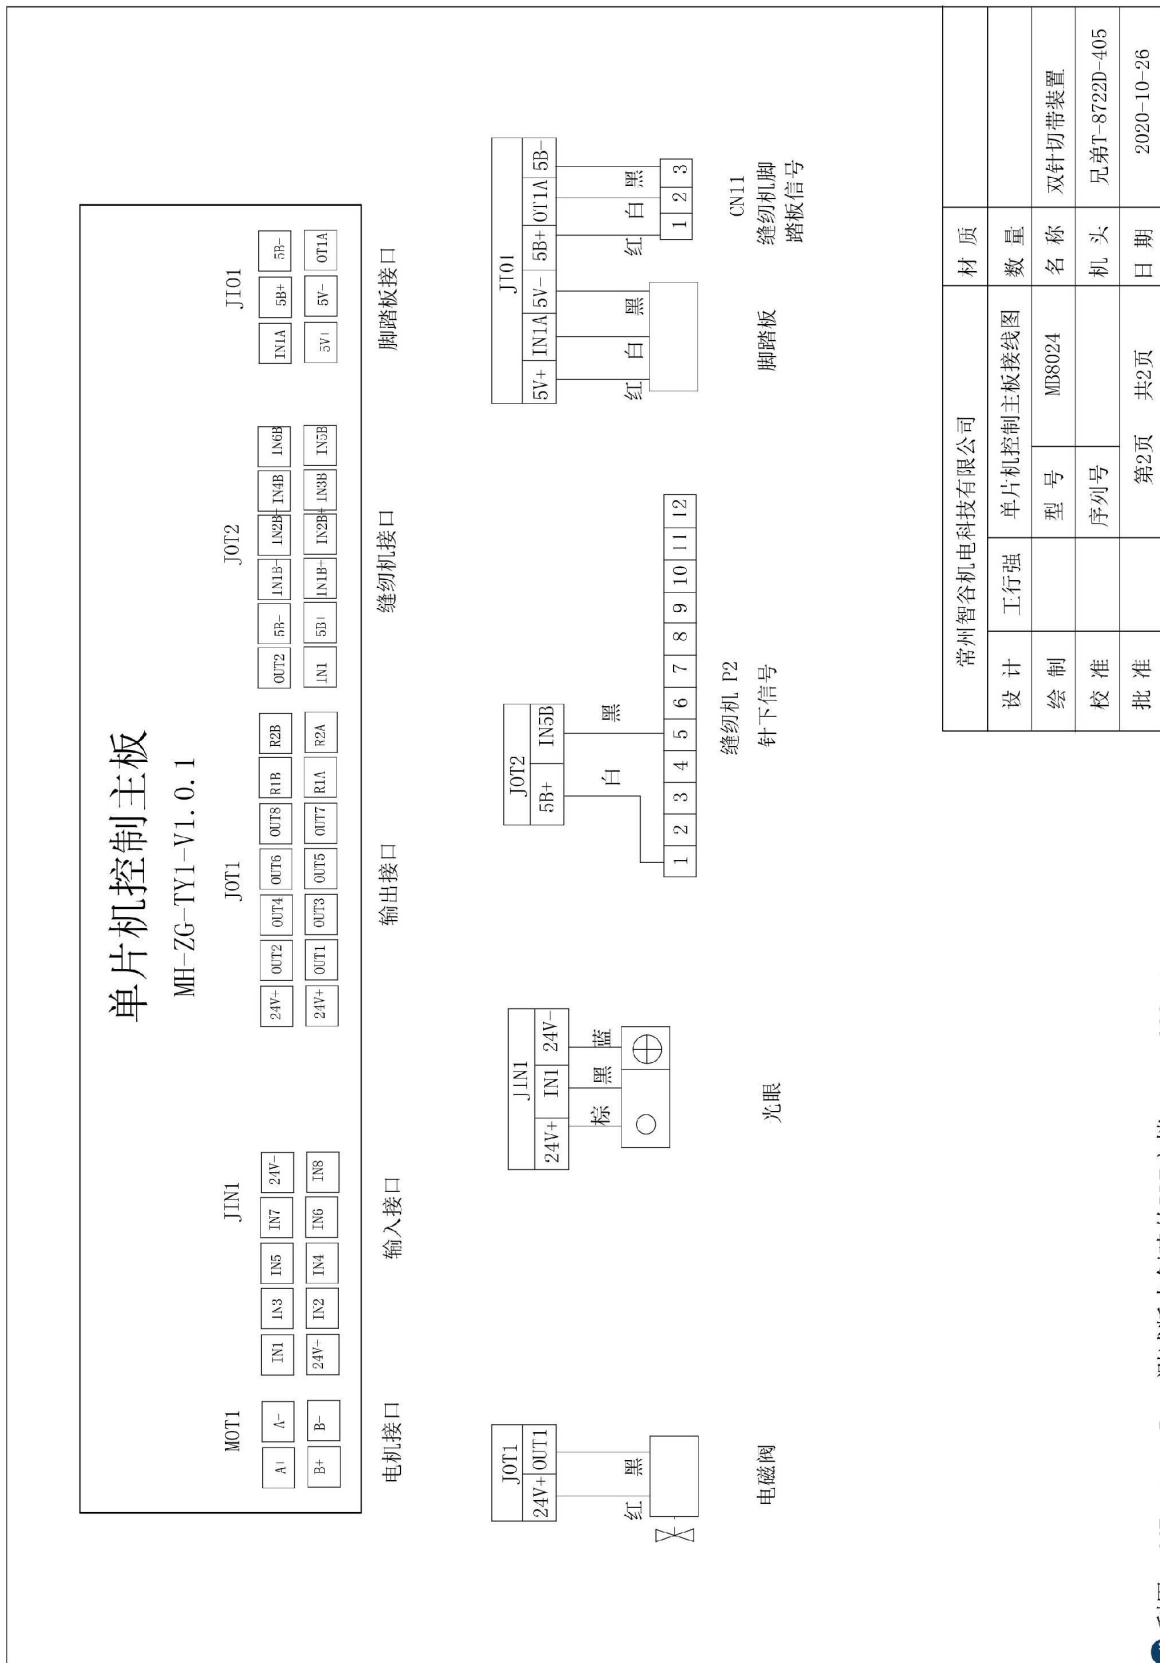 单片机控制主板
MH-ZG-TY1-V1.0.1
MOT1
JIN1
JOT1
JOT2
JIO1
A-
IN1
IN3
IN5
IN7
24V-
24V+
OUT2
OUT4
OUT6
OUT8
R1B
R2B
OUT2
5B-
IN1B-
IN2B+
IN4B
IN6B
IN1A
5B+
5B-
B+
B-
24V-
IN2
IN4
IN6
IN8
24V+
OUT1
OUT3
OUT5
OUT7
R1A
R2A
IN1
IN1B+
IN2B+
IN3B
IN5B
5V-
OT1A
电机接口
输入接口
输出接口
缝纫机接口
脚踏板接口
JOT1
24V+
OUT1
红
黑
电磁阀
JIN1
24V+
IN1
24V-
棕
黑
蓝
光眼
JOT2
5B+
IN5B
白
黑
1 2 3 4 5 6 7 8 9 10 11 12
缝纫机 P2
针下信号
JIO1
5V+ IN1A 5V- 5B+ OT1A 5B-
红 白 黑
红 白 黑
1 2 3
脚踏板
CN11
缝纫机脚
踏板信号
常州智谷机电科技有限公司
材 质
设 计
单片机控制主板接线图
数 量
绘 制
型 号
MB8024
名 称
双针切带装置
校 准
序列号
机 头
兄弟T-8722D-405
批 准
第2页 共2页
日 期
2020-10-26